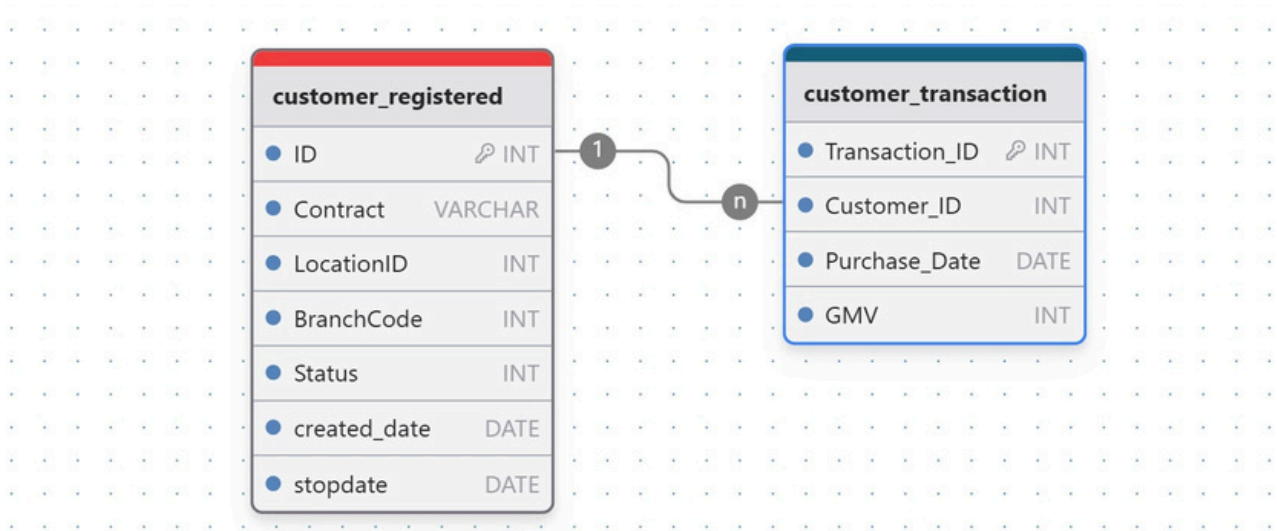 customer_registered
ID INT
Contract VARCHAR
LocationID INT
BranchCode INT
Status INT
created_date DATE
stopdate DATE
1
n
customer_transaction
Transaction_ID INT
Customer_ID INT
Purchase_Date DATE
GMV INT